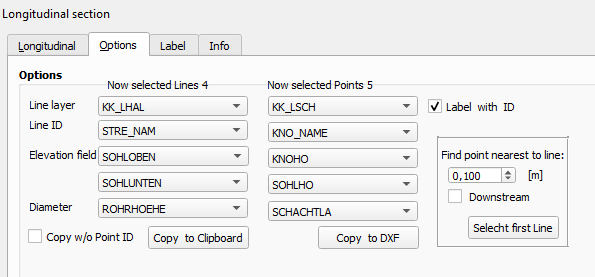 Longitudinal section
Longitudinal Options Label Info
Options
Now selected Lines 4 Now selected Points 5
Line layer KK_LHAL KK_LSCH Label with ID
Line ID STRE_NAM KNO_NAME
Find point nearest to line:
Elevation field SOHLOBEN KNOHO
0,100 [m]
SOHLUNTEN SOHLHO
Downstream
Diameter ROHRHOEHE SCHACHTLA
Selecht first Line
Copy w/o Point ID Copy to Clipboard Copy to DXF